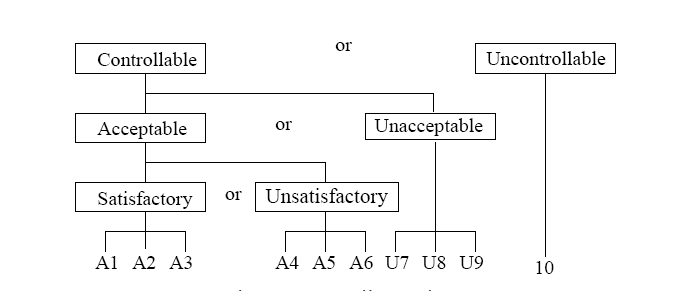 Controllable or Uncontrollable
Acceptable or Unacceptable
Satisfactory or Unsatisfactory
A1 A2 A3 A4 A5 A6 U7 U8 U9 10